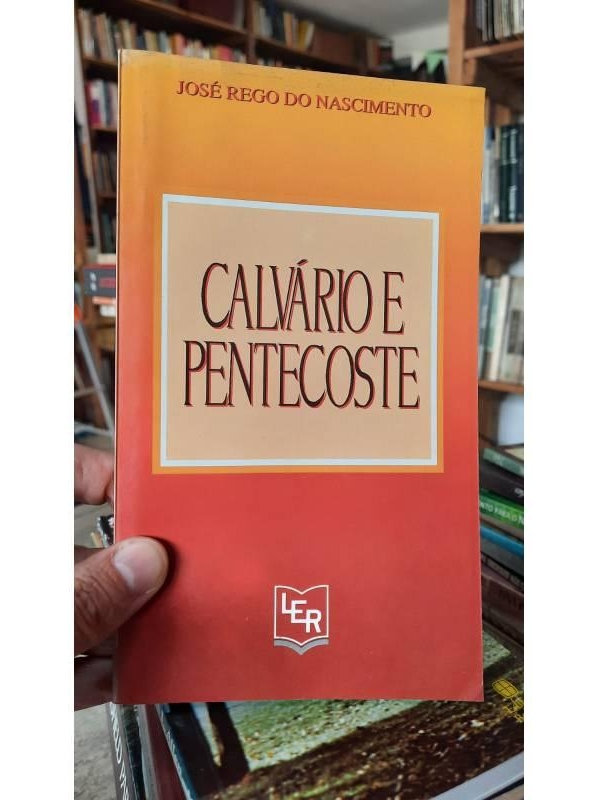 JOSÉ REGO DO NASCIMENTO
CALVÁRIO E
PENTECOSTE
LER